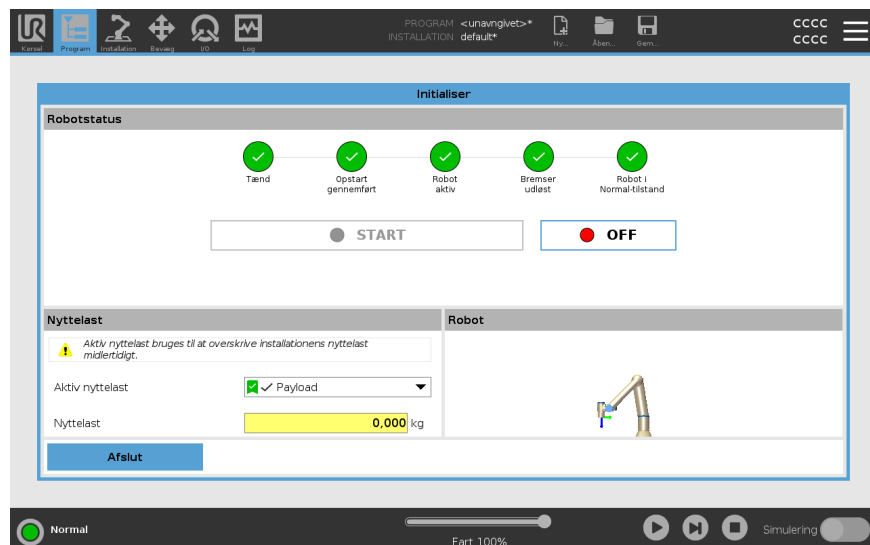 PROGRAM <unavngivet>*
INSTALLATION default*
CCCC
CCCC
Kørsel
Program
Installation
Bevæg
I/O
Log
Ny...
Åben...
Gem...
Initialiser
Robotstatus
Tænd
Opstart
gennemført
Robot
aktiv
Bremser
udløst
Robot i
Normal-tilstand
START
OFF
Nyttelast
Robot
Aktiv nyttelast bruges til at overskrive installationens nyttelast
midlertidigt.
Aktiv nyttelast
Payload
Nyttelast
0,000 kg
Afslut
Normal
Fart 100%
Simulering